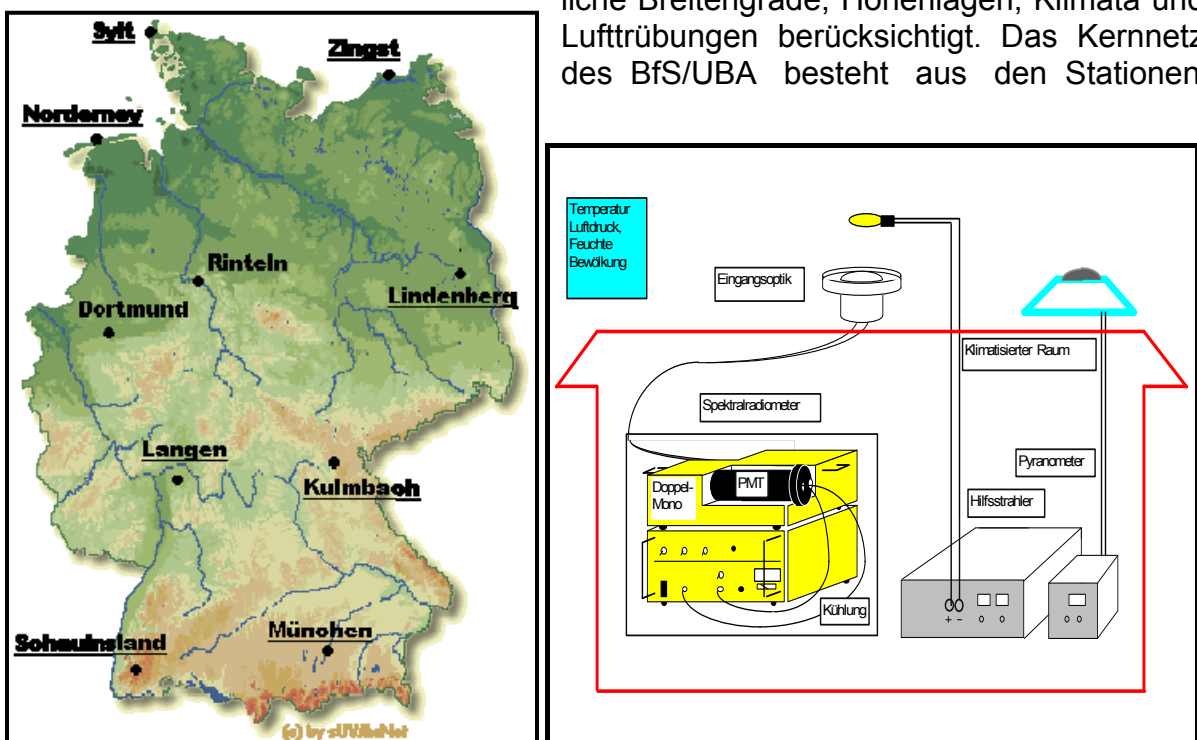 liche Breitengrade, Höhenlagen, Klimata und
Lufttrübungen berücksichtigt. Das Kernnetz
des BfS/UBA besteht aus den Stationen
Sylt
Zingst
Norderney
Rinteln
Lindenberg
Dortmund
Langen
Kulmbach
Schauinsland
München
(c) by sUVMoNet
Temperatur
Luftdruck,
Feuchte
Bewölkung
Eingangsoptik
Klimatisierter Raum
Spektralradiometer
Pyranometer
Doppel-
Mono
PMT
Hilfsstrahler
Kühlung
+ -